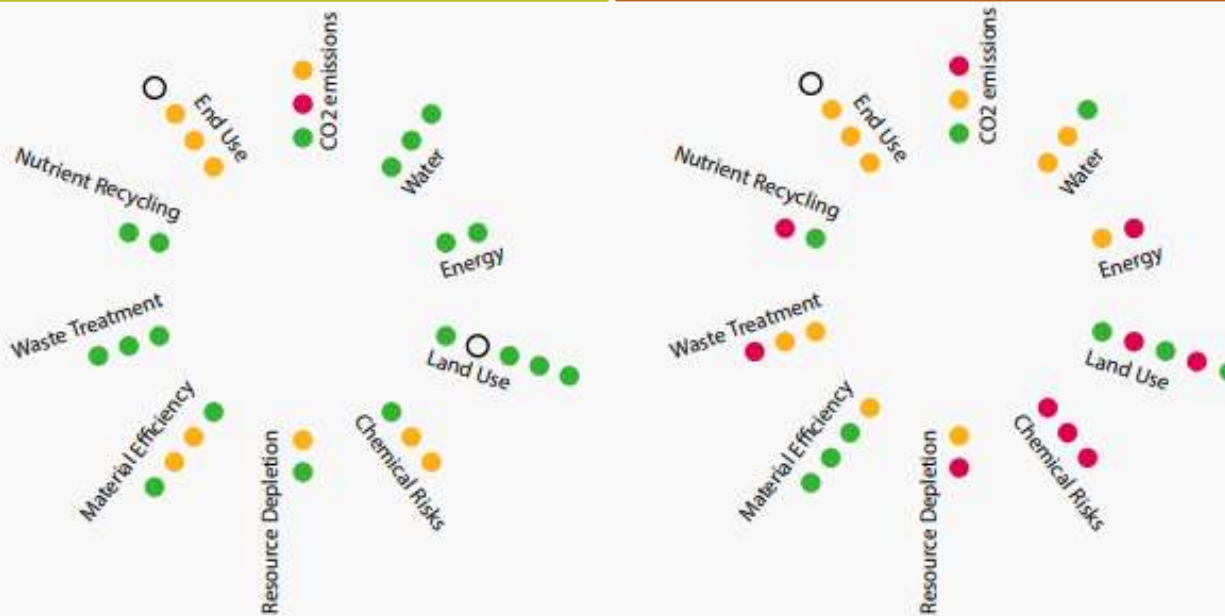 CO2 emissions
Water
Energy
Land Use
Chemical Risks
Resource Depletion
Material Efficiency
Waste Treatment
Nutrient Recycling
End Use
CO2 emissions
Water
Energy
Land Use
Chemical Risks
Resource Depletion
Material Efficiency
Waste Treatment
Nutrient Recycling
End Use